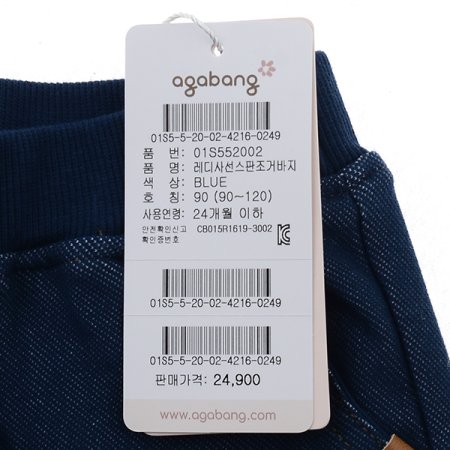 agabang
01S5-5-20-02-4216-0249
품 번: 01S552002
품 명: 레디사선스판조거바지
색 상: BLUE
호 칭: 90 (90~120)
사용연령: 24개월 이하
안전확인신고
확인증번호 CB015R1619-3002
01S5-5-20-02-4216-0249
01S5-5-20-02-4216-0249
판매가격: 24,900
www.agabang.com